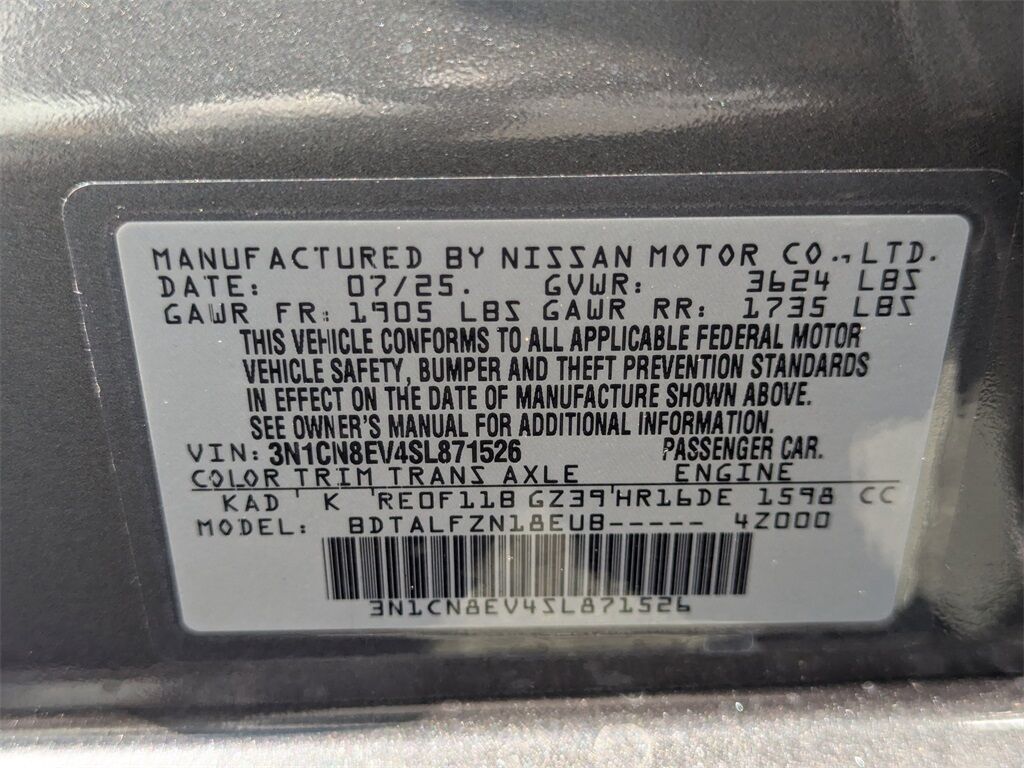 MANUFACTURED BY NISSAN MOTOR CO., LTD.
DATE: 07/25. GVWR: 3624 LBS
GAWR FR: 1905 LBS GAWR RR: 1735 LBS
THIS VEHICLE CONFORMS TO ALL APPLICABLE FEDERAL MOTOR
VEHICLE SAFETY, BUMPER AND THEFT PREVENTION STANDARDS
IN EFFECT ON THE DATE OF MANUFACTURE SHOWN ABOVE.
SEE OWNER'S MANUAL FOR ADDITIONAL INFORMATION.
VIN: 3N1CN8EV4SL871526 PASSENGER CAR.
COLOR TRIM TRANS AXLE ENGINE
KAD K RE0F11B GZ39 HR16DE 1598 CC
MODEL: BDTALFZN18EUB----- 4Z000
3N1CN8EV4SL871526